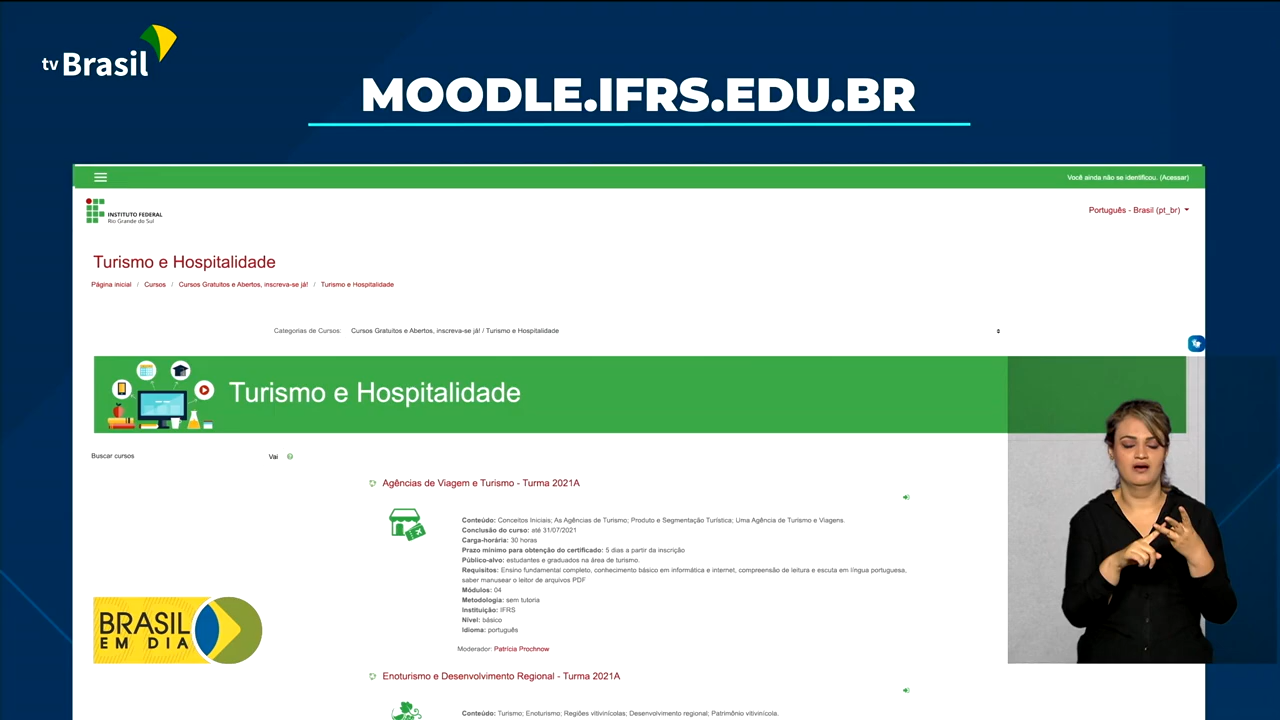 tv Brasil
MOODLE.IFRS.EDU.BR
Você ainda não se identificou. (Acessar)
INSTITUTO FEDERAL
Rio Grande do Sul
Português - Brasil (pt_br)
Turismo e Hospitalidade
Página inicial / Cursos / Cursos Gratuitos e Abertos, inscreva-se já! / Turismo e Hospitalidade
Categorias de Cursos: Cursos Gratuitos e Abertos, inscreva-se já! / Turismo e Hospitalidade
Turismo e Hospitalidade
Buscar cursos Vai
Agências de Viagem e Turismo - Turma 2021A
Conteúdo: Conceitos Iniciais; As Agências de Turismo; Produto e Segmentação Turística; Uma Agência de Turismo e Viagens.
Conclusão do curso: até 31/07/2021
Carga-horária: 30 horas
Prazo mínimo para obtenção do certificado: 5 dias a partir da inscrição
Público-alvo: estudantes e graduados na área de turismo.
Requisitos: Ensino fundamental completo, conhecimento básico em informática e internet, compreensão de leitura e escuta em língua portuguesa,
saber manusear o leitor de arquivos PDF
Módulos: 04
Metodologia: sem tutoria
Instituição: IFRS
Nível: básico
Idioma: português
Moderador: Patrícia Prochnow
BRASIL
EM DIA
Enoturismo e Desenvolvimento Regional - Turma 2021A
Conteúdo: Turismo; Enoturismo; Regiões vitivinícolas; Desenvolvimento regional; Patrimônio vitivinícola.